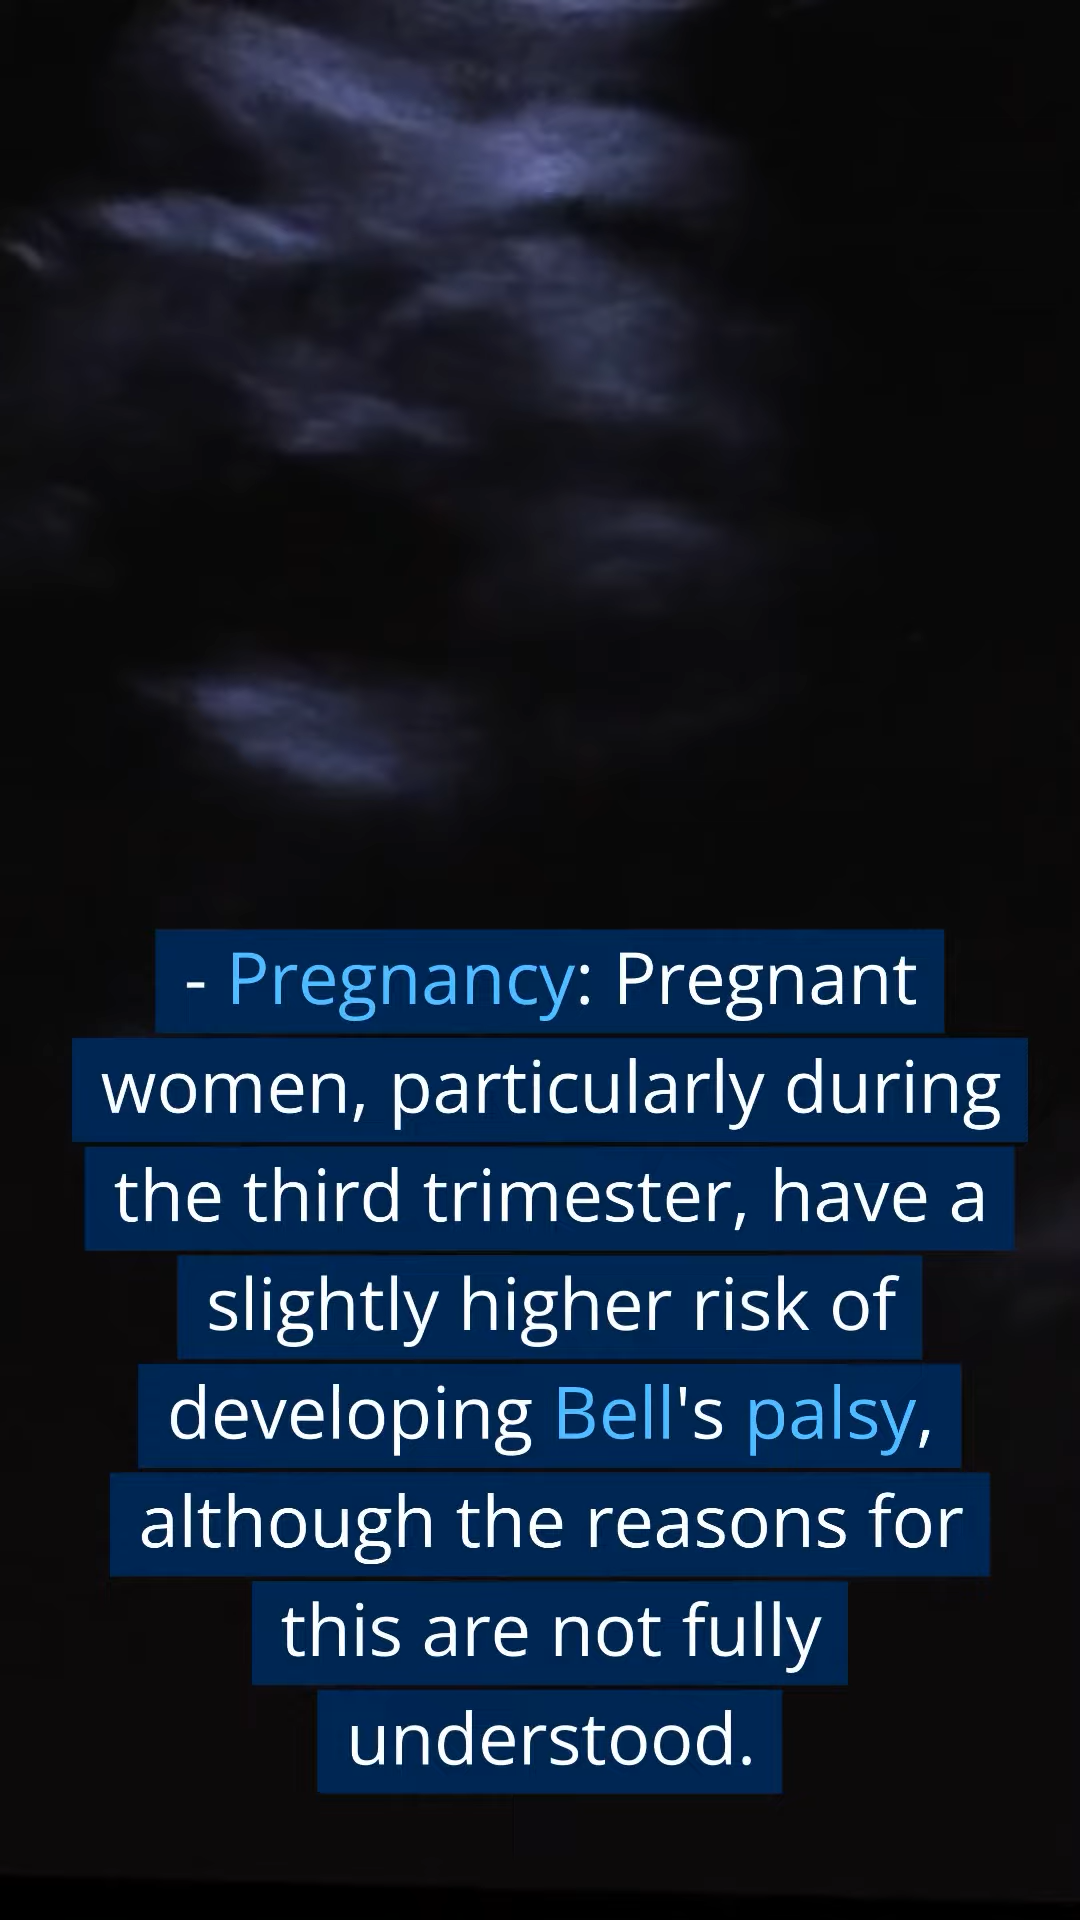 - Pregnancy: Pregnant
women, particularly during
the third trimester, have a
slightly higher risk of
developing Bell's palsy,
although the reasons for
this are not fully
understood.